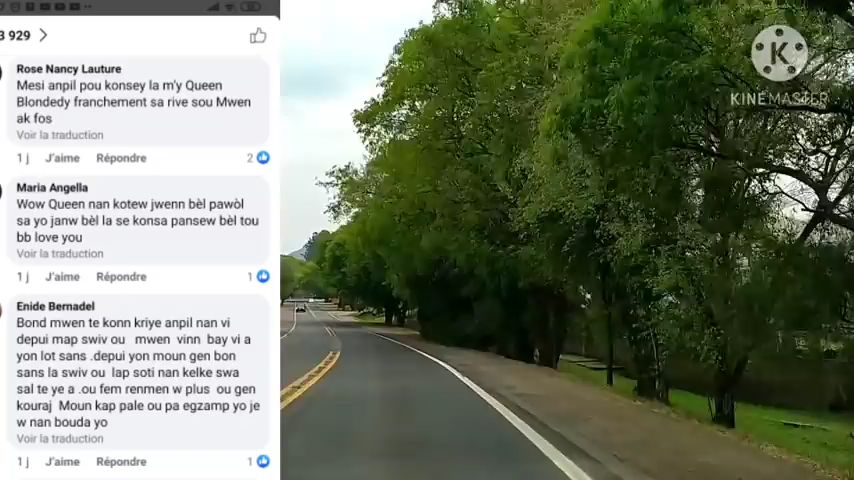 3 929
Rose Nancy Lauture
Mesi anpil pou konsey la m'y Queen
Blondedy franchement sa rive sou Mwen
ak fos
Voir la traduction
1 j J'aime Répondre 2
Maria Angella
Wow Queen nan kotew jwenn bèl pawòl
sa yo janw bèl la se konsa pansew bèl tou
bb love you
Voir la traduction
1 j J'aime Répondre 1
Enide Bernadel
Bond mwen te konn kriye anpil nan vi
depui map swiv ou mwen vinn bay vi a
yon lot sans .depui yon moun gen bon
sans la swiv ou lap soti nan kelke swa
sal te ye a .ou fem renmen w plus ou gen
kouraj Moun kap pale ou pa egzamp yo je
w nan bouda yo
Voir la traduction
1 j J'aime Répondre 1
K
KINEMASTER